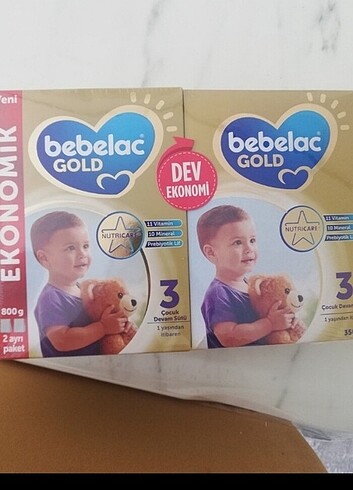 Yeni
EKONOMİK
800g
2 ayrı
paket
bebelac
GOLD
NUTRICARE
11 Vitamin
10 Mineral
Prebiyotik Lif
3
Çocuk
Devam Sütü
1 yaşından
itibaren
DEV
EKONOMİ
bebelac
GOLD
NUTRICARE
11 Vitamin
10 Mineral
Prebiyotik Lif
3
Çocuk
Devam
1 yaşından